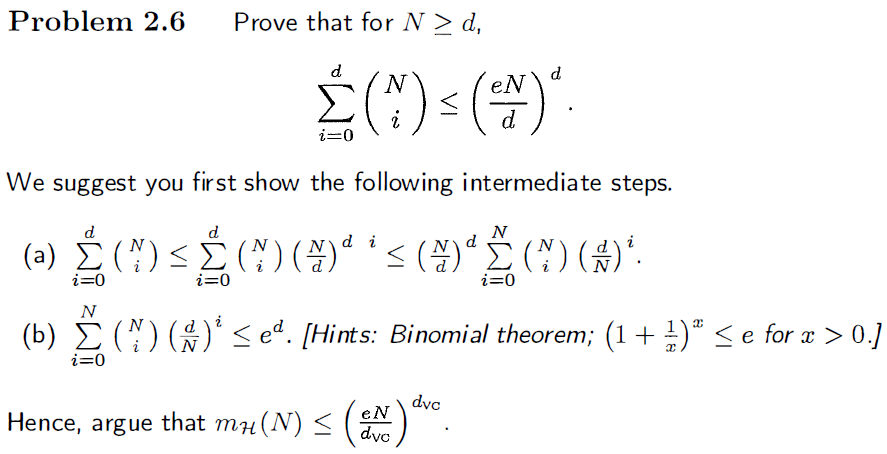 Problem 2.6 Prove that for N ≥ d,
$\sum_{i=0}^{d} \binom{N}{i} \leq \left(\frac{eN}{d}\right)^d.$
We suggest you first show the following intermediate steps.
(a) $\sum_{i=0}^{d} \binom{N}{i} \leq \sum_{i=0}^{d} \binom{N}{i} \left(\frac{N}{d}\right)^{d\ i} \leq \left(\frac{N}{d}\right)^d \sum_{i=0}^{N} \binom{N}{i} \left(\frac{d}{N}\right)^i.$
(b) $\sum_{i=0}^{N} \binom{N}{i} \left(\frac{d}{N}\right)^i \leq e^d.$ [Hints: Binomial theorem; $\left(1 + \frac{1}{x}\right)^x \leq e$ for $x > 0$.]
Hence, argue that $m_{\mathcal{H}}(N) \leq \left(\frac{eN}{d_{VC}}\right)^{d_{VC}}.$